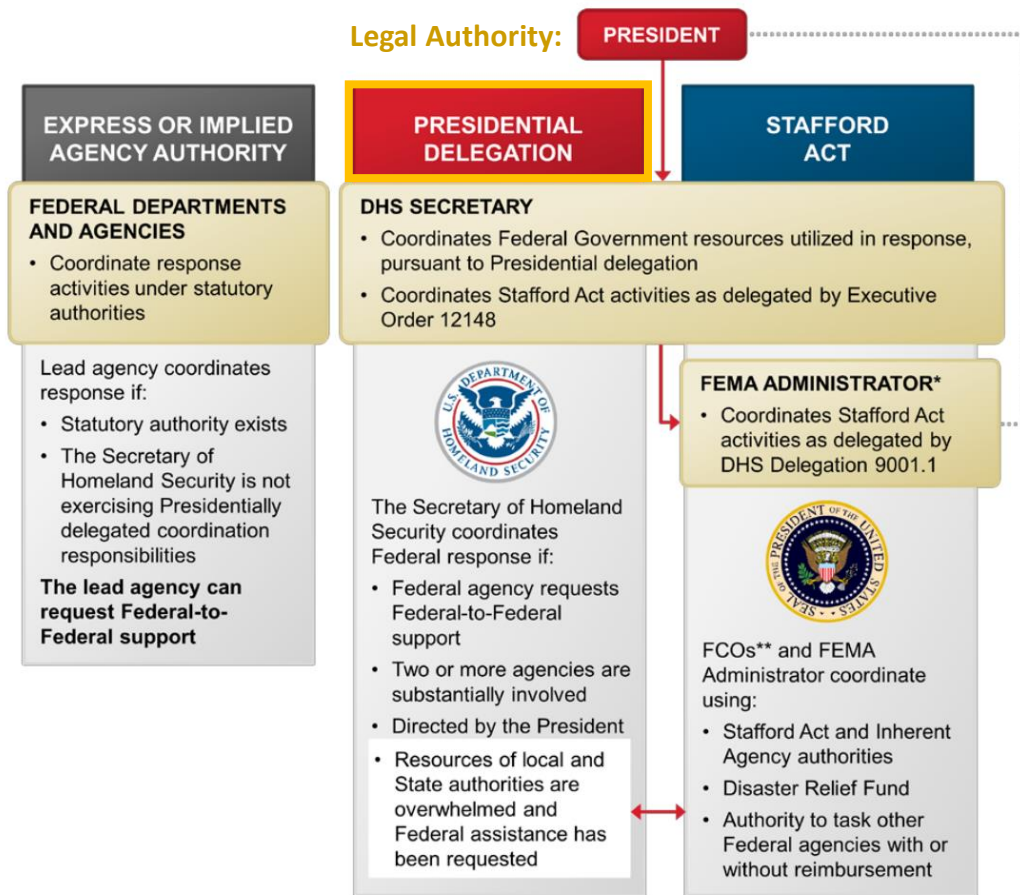 Legal Authority:
PRESIDENT
EXPRESS OR IMPLIED
AGENCY AUTHORITY
FEDERAL DEPARTMENTS
AND AGENCIES
• Coordinate response
activities under statutory
authorities
Lead agency coordinates
response if:
• Statutory authority exists
• The Secretary of
Homeland Security is not
exercising Presidentially
delegated coordination
responsibilities
The lead agency can
request Federal-to-
Federal support
PRESIDENTIAL
DELEGATION
STAFFORD
ACT
DHS SECRETARY
• Coordinates Federal Government resources utilized in response,
pursuant to Presidential delegation
• Coordinates Stafford Act activities as delegated by Executive
Order 12148
U.S. DEPARTMENT OF
HOMELAND SECURITY
The Secretary of Homeland
Security coordinates
Federal response if:
• Federal agency requests
Federal-to-Federal
support
• Two or more agencies are
substantially involved
• Directed by the President
• Resources of local and
State authorities are
overwhelmed and
Federal assistance has
been requested
FEMA ADMINISTRATOR*
• Coordinates Stafford Act
activities as delegated by
DHS Delegation 9001.1
SEAL OF THE PRESIDENT OF THE UNITED STATES
FCOs** and FEMA
Administrator coordinate
using:
• Stafford Act and Inherent
Agency authorities
• Disaster Relief Fund
• Authority to task other
Federal agencies with or
without reimbursement